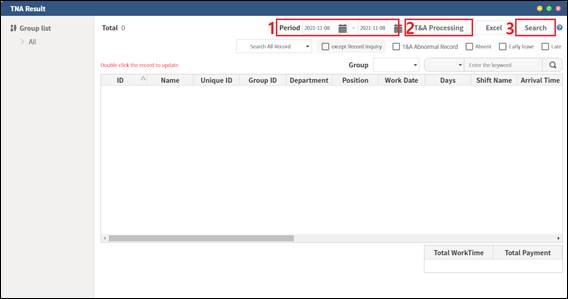 TNA Result
Group list
All
Total 0
1 Period 2021-11-08 ~ 2021-11-08 2 T&A Processing Excel 3 Search
Search All Record except Record Inquiry T&A Abnormal Record Absent Early leave Late
Double-click the record to update. Group Enter the keyword
ID Name Unique ID Group ID Department Position Work Date Days Shift Name Arrival Time
Total WorkTime Total Payment